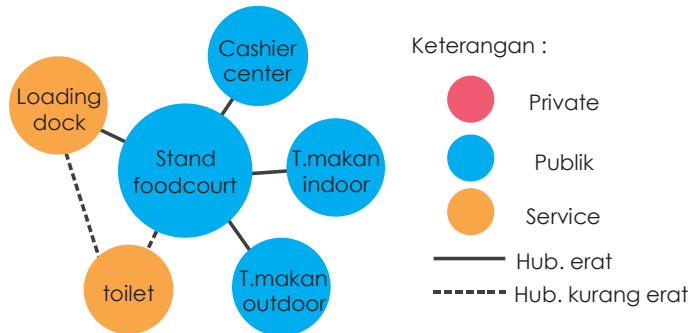 Cashier
center
Loading
dock
Stand
foodcourt
T.makan
indoor
toilet
T.makan
outdoor
Keterangan :
Private
Publik
Service
Hub. erat
Hub. kurang erat